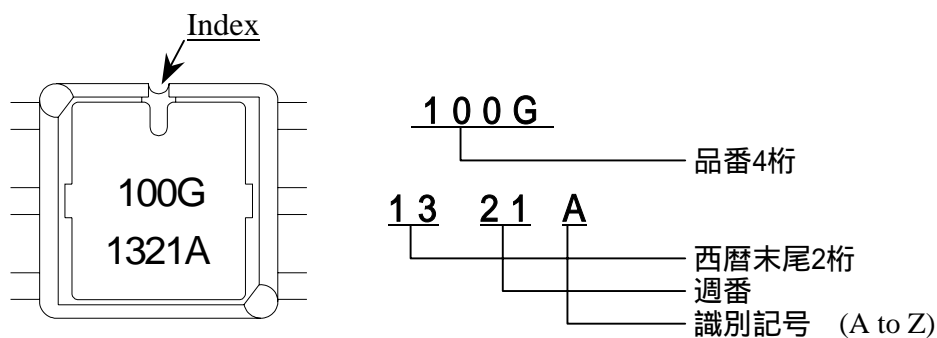 Index
100G
1321A
100G
品番4桁
13 21 A
西暦末尾2桁
週番
識別記号 (A to Z)